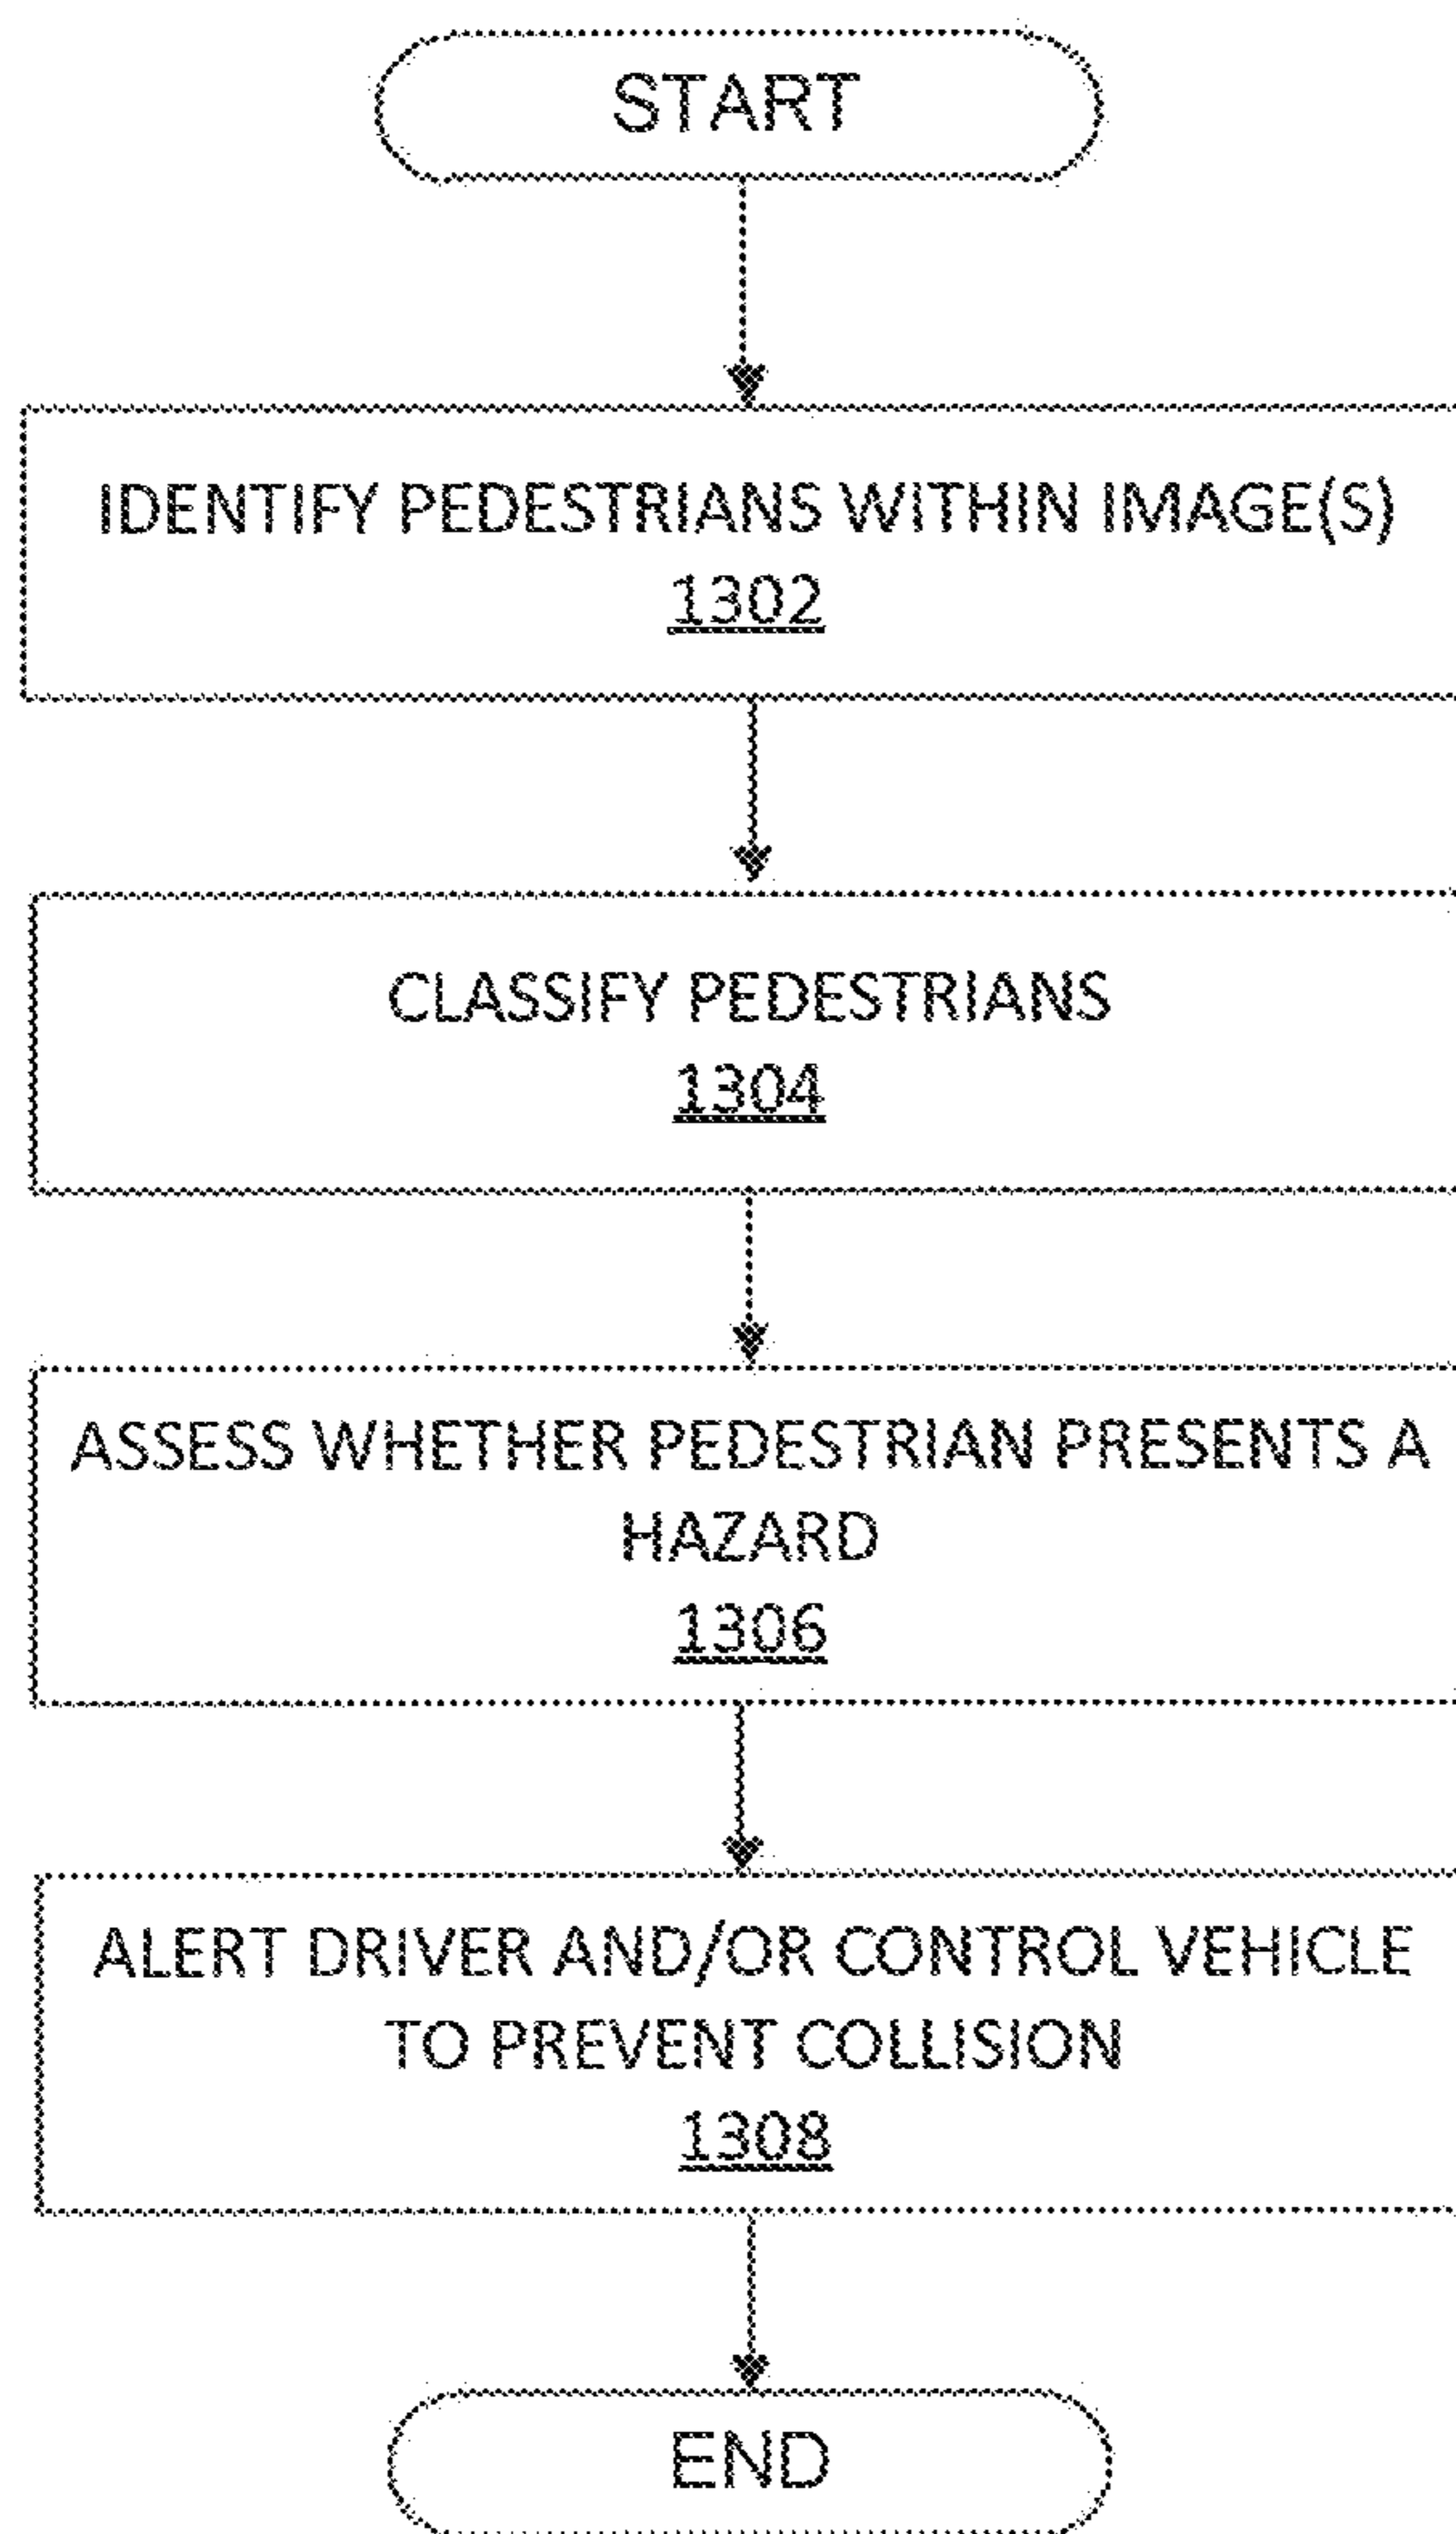 START
IDENTIFY PEDESTRIANS WITHIN IMAGE(S)
1302
CLASSIFY PEDESTRIANS
1304
ASSESS WHETHER PEDESTRIAN PRESENTS A
HAZARD
1306
ALERT DRIVER AND/OR CONTROL VEHICLE
TO PREVENT COLLISION
1308
END